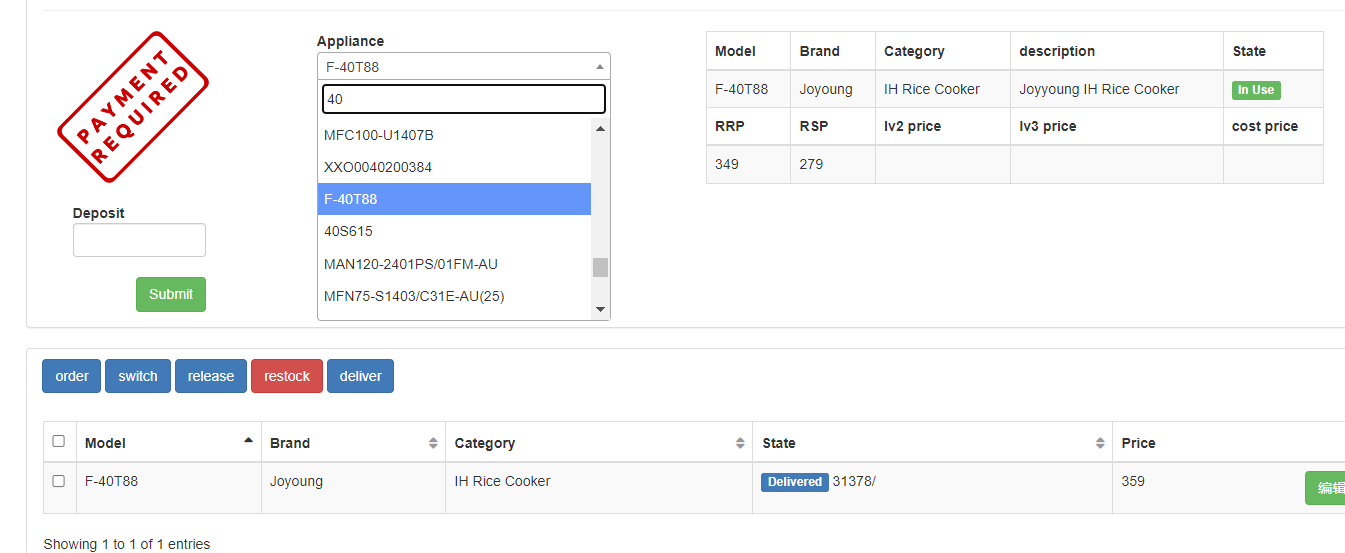 PAYMENT
REQUIRED
Deposit
Submit
Appliance
F-40T88
40
MFC100-U1407B
XXO0040200384
F-40T88
40S615
MAN120-2401PS/01FM-AU
MFN75-S1403/C31E-AU(25)
Model Brand Category description State
F-40T88 Joyoung IH Rice Cooker Joyyoung IH Rice Cooker In Use
RRP RSP lv2 price lv3 price cost price
349 279
order switch release restock deliver
Model Brand Category State Price
F-40T88 Joyoung IH Rice Cooker Delivered 31378/ 359 编辑
Showing 1 to 1 of 1 entries